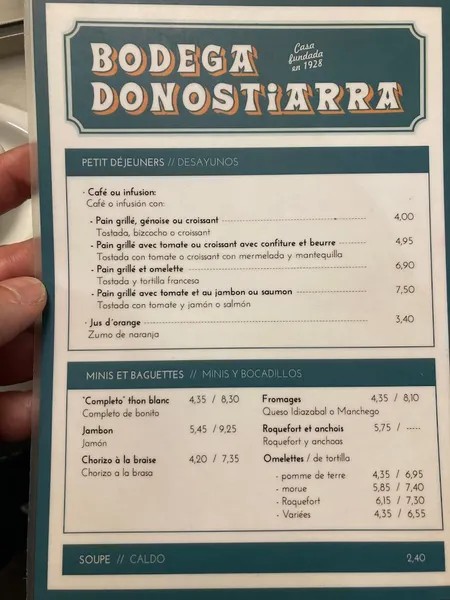 BODEGA
Casa
fundada
en 1928
DONOSTiARRA
PETIT DÉJEUNERS // DESAYUNOS
· Café ou infusion:
Café o infusión con:
- Pain grillé, génoise ou croissant 4,00
Tostada, bizcocho o croissant
- Pain grillé avec tomate ou croissant avec confiture et beurre 4,95
Tostada con tomate o croissant con mermelada y mantequilla
- Pain grillé et omelette 6,90
Tostada y tortilla francesa
- Pain grillé avec tomate et au jambon ou saumon 7,50
Tostada con tomate y jamón o salmón
· Jus d´orange 3,40
Zumo de naranja
MINIS ET BAGUETTES // MINIS Y BOCADILLOS
"Completo" thon blanc 4,35 / 8,30
Completo de bonito
Jambon 5,45 / 9,25
Jamón
Chorizo à la braise 4,20 / 7,35
Chorizo a la brasa
Fromages 4,35 / 8,10
Queso Idiazabal o Manchego
Roquefort et anchois 5,75 / ----
Roquefort y anchoas
Omelettes / de tortilla
- pomme de terre 4,35 / 6,95
- morue 5,85 / 7,40
- Roquefort 6,15 / 7,30
- Variées 4,35 / 6,55
SOUPE // CALDO 2,40